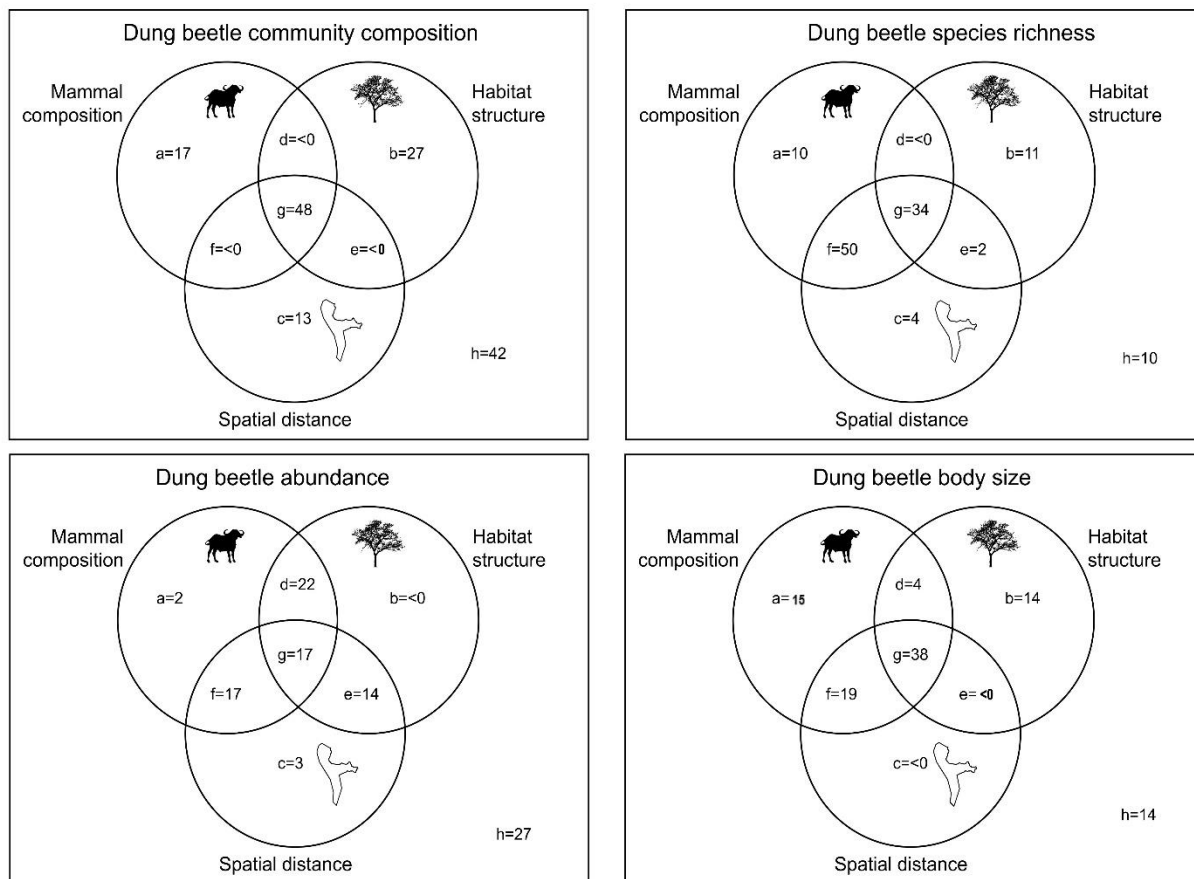 Dung beetle community composition
Mammal
composition
Habitat
structure
a=17
d=<0
b=27
g=48
f=<0
e=<0
c=13
h=42
Spatial distance
Dung beetle species richness
Mammal
composition
Habitat
structure
a=10
d=<0
b=11
g=34
f=50
e=2
c=4
h=10
Spatial distance
Dung beetle abundance
Mammal
composition
Habitat
structure
a=2
d=22
b=<0
g=17
f=17
e=14
c=3
h=27
Spatial distance
Dung beetle body size
Mammal
composition
Habitat
structure
a= 15
d=4
b=14
g=38
f=19
e= <0
c=<0
h=14
Spatial distance